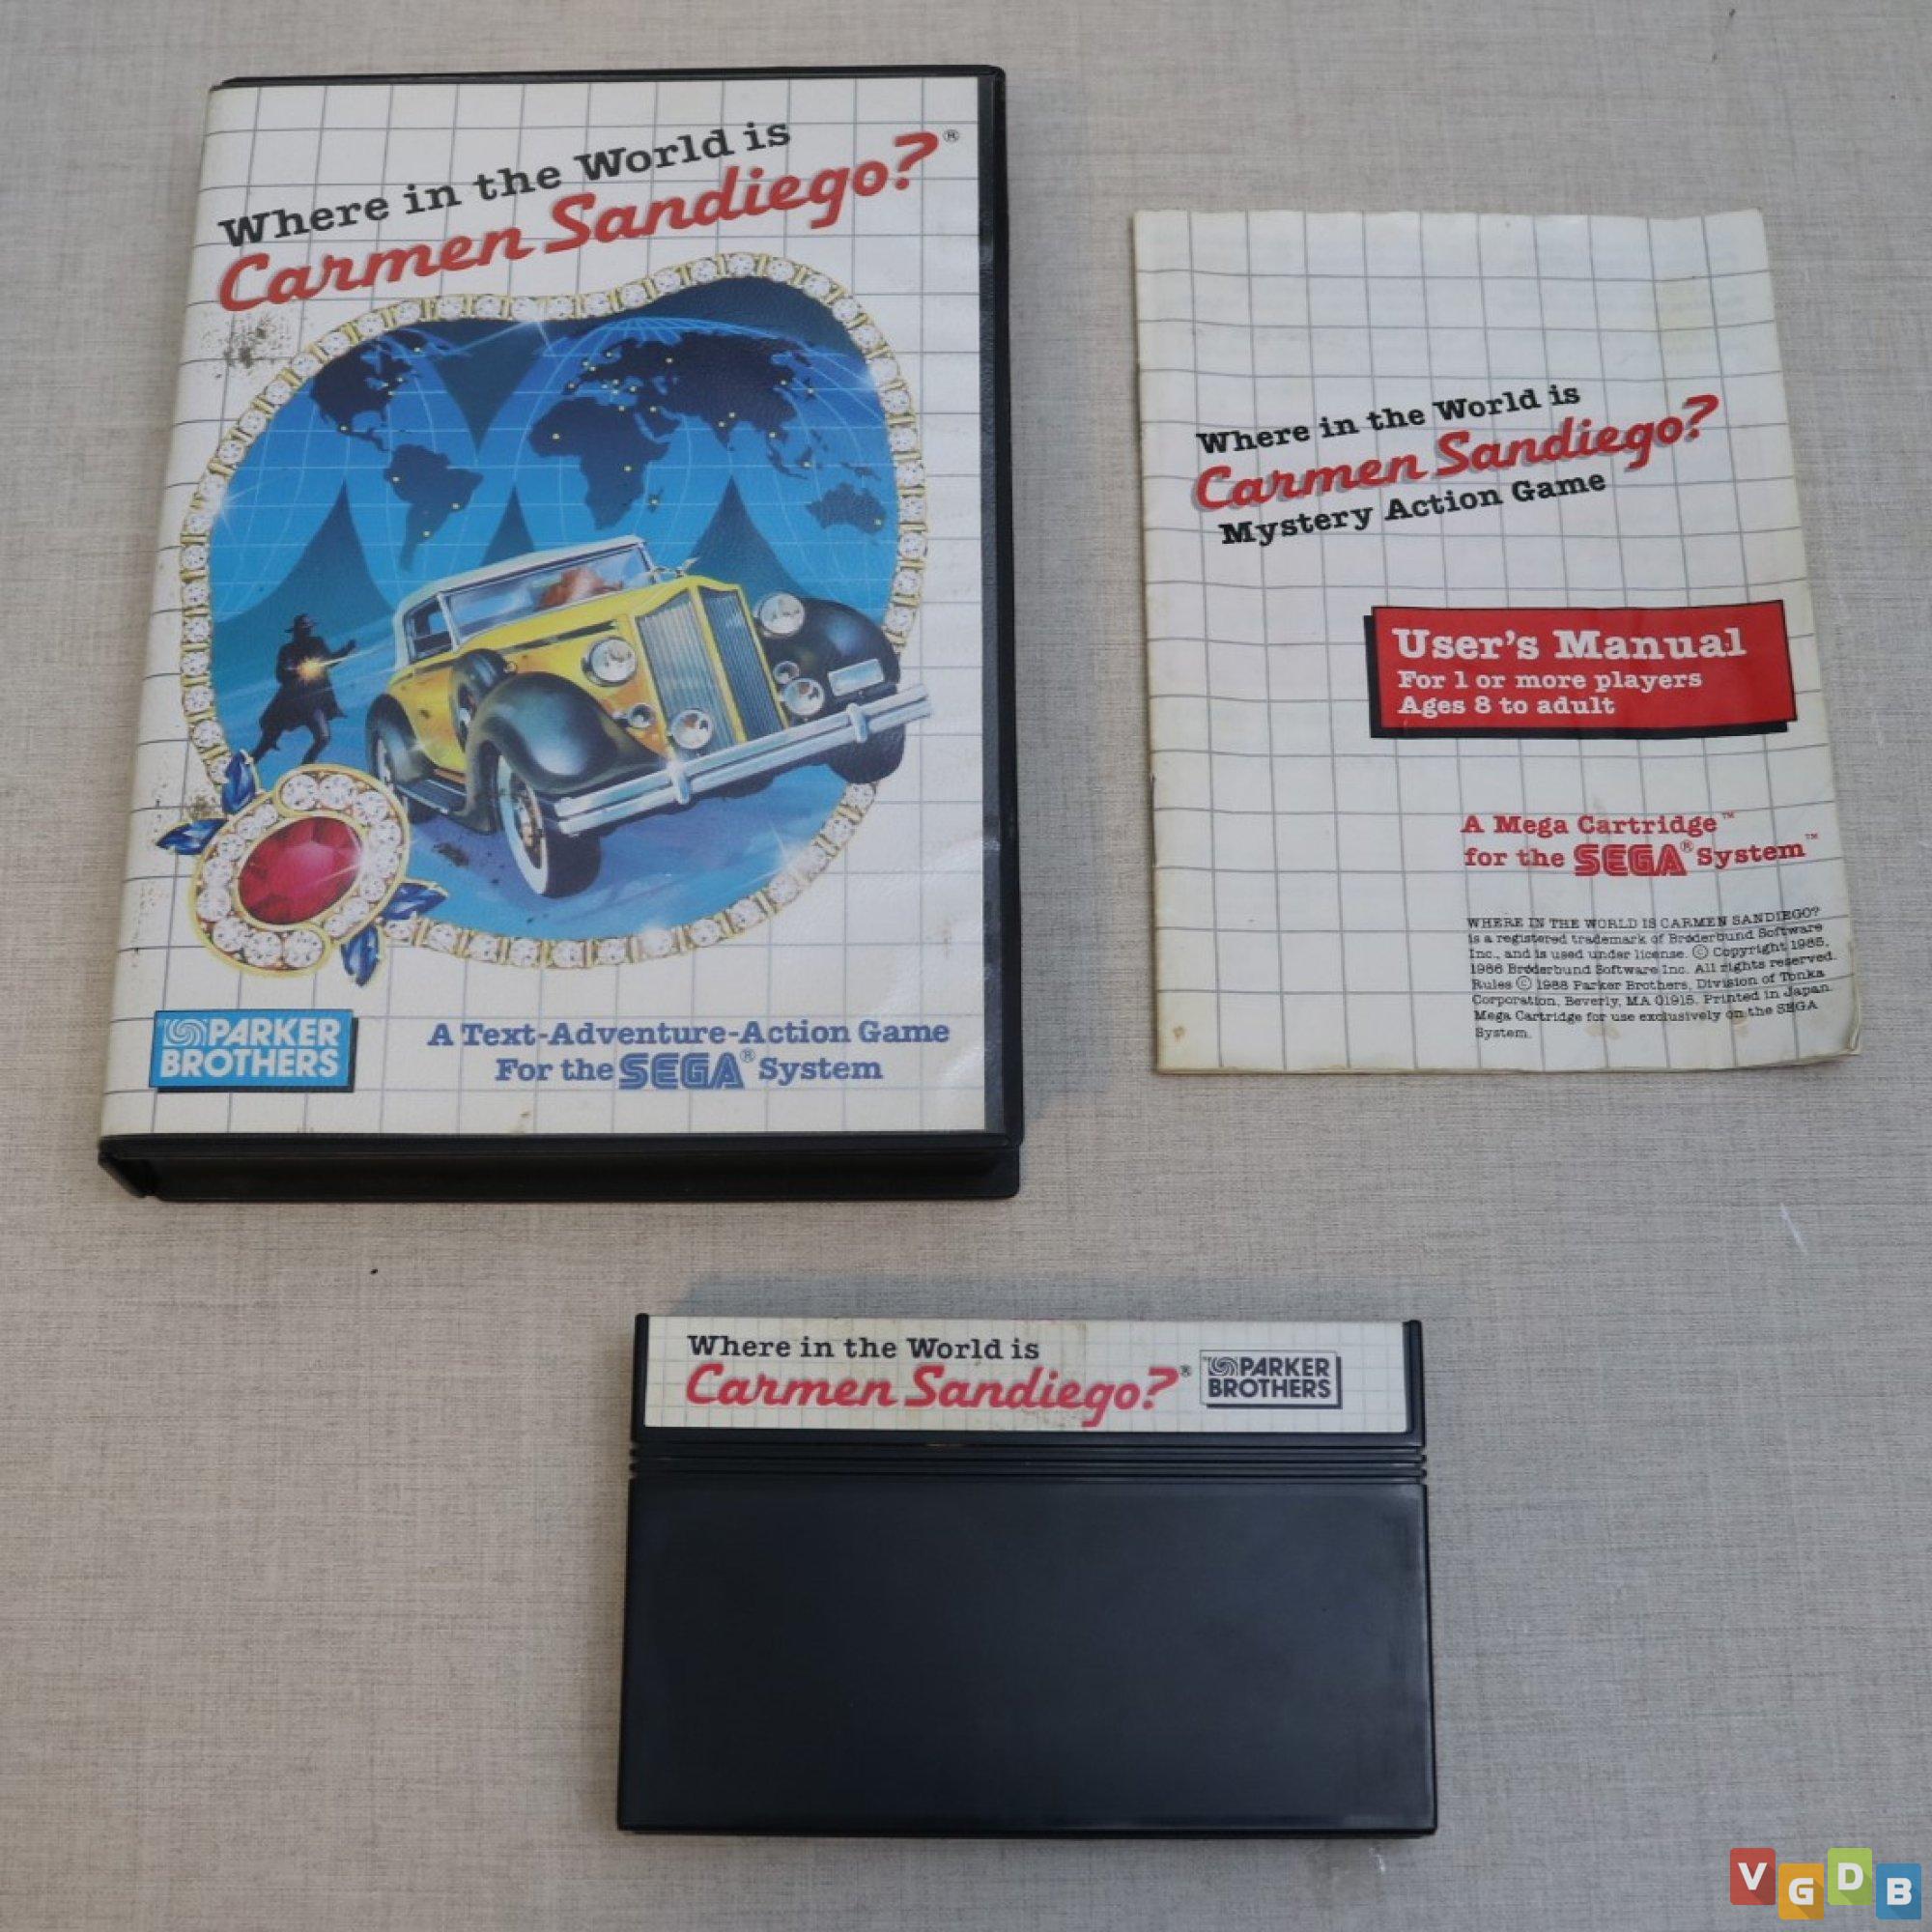 Where in the World is
Carmen Sandiego?®
PARKER
BROTHERS
A Text-Adventure-Action Game
For the SEGA® System
Where in the World is
Carmen Sandiego?
Mystery Action Game
User's Manual
For 1 or more players
Ages 8 to adult
A Mega Cartridge™
for the SEGA® System™
WHERE IN THE WORLD IS CARMEN SANDIEGO?
is a registered trademark of Brøderbund Software
Inc., and is used under license. © Copyright 1985,
1986 Brøderbund Software Inc. All rights reserved.
Rules © 1988 Parker Brothers, Division of Tonka
Corporation, Beverly, MA 01915. Printed in Japan.
Mega Cartridge for use exclusively on the SEGA
System.
Where in the World is
Carmen Sandiego?®
PARKER
BROTHERS
VGDB